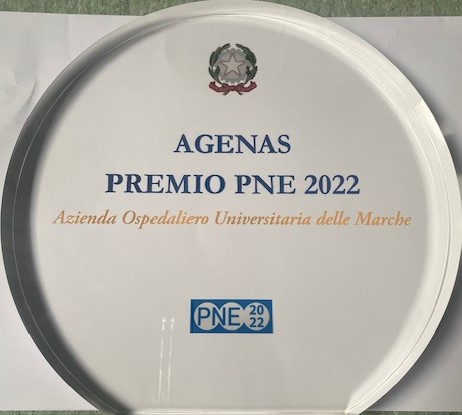 AGENAS
PREMIO PNE 2022
Azienda Ospedaliero Universitaria delle Marche
PNE 20
22